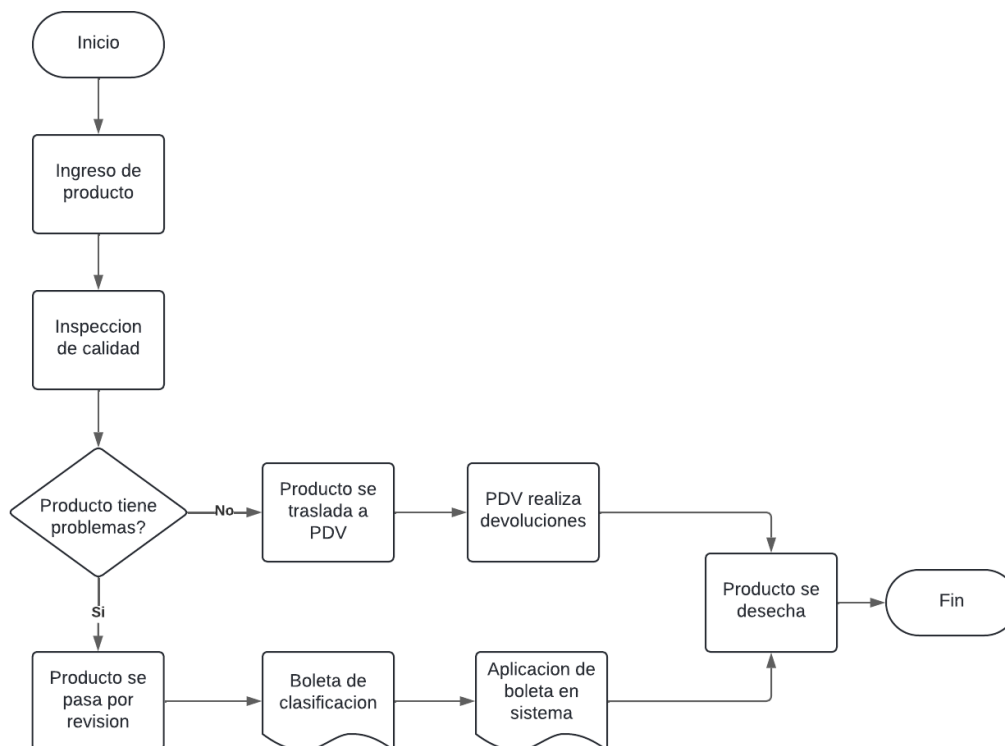 Inicio
Ingreso de
producto
Inspeccion
de calidad
Producto tiene
problemas?
No
Producto se
traslada a
PDV
PDV realiza
devoluciones
Producto se
desecha
Fin
Si
Producto se
pasa por
revision
Boleta de
clasificacion
Aplicacion de
boleta en
sistema